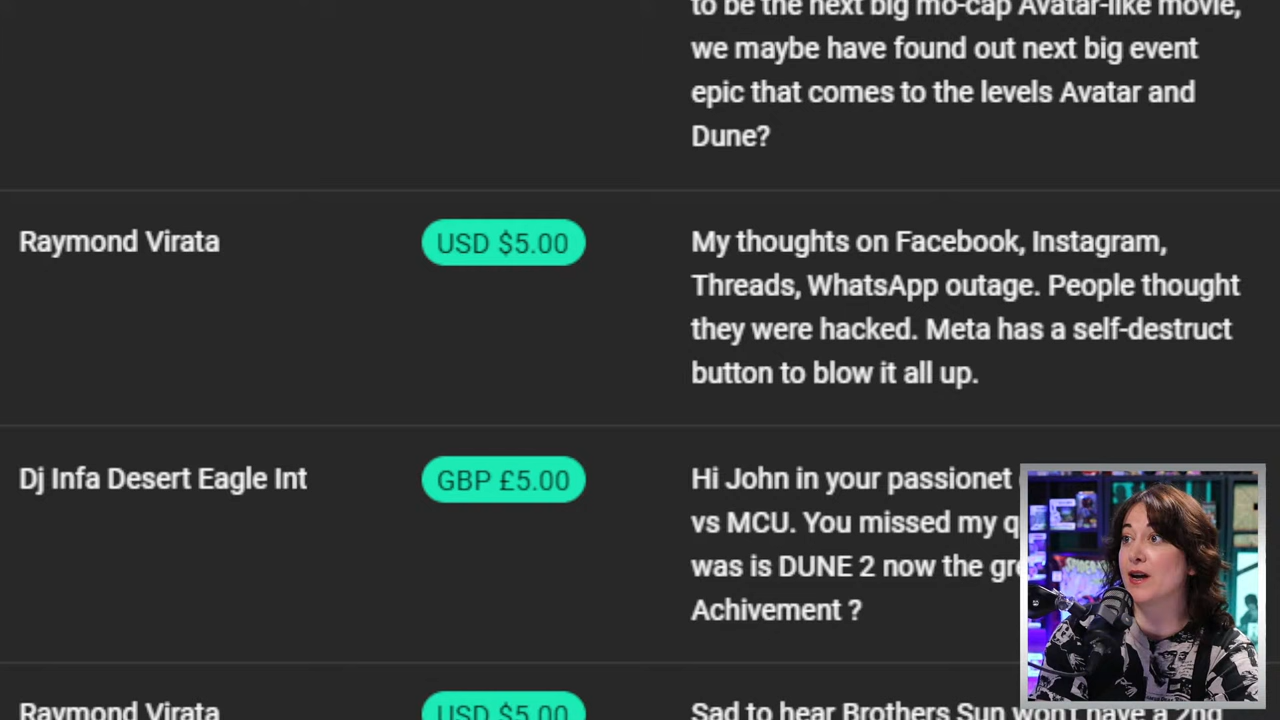 to be the next big mo-cap Avatar-like movie,
we maybe have found out next big event
epic that comes to the levels Avatar and
Dune?
Raymond Virata
USD $5.00
My thoughts on Facebook, Instagram,
Threads, WhatsApp outage. People thought
they were hacked. Meta has a self-destruct
button to blow it all up.
Dj Infa Desert Eagle Int
GBP £5.00
Hi John in your passionet
vs MCU. You missed my
was is DUNE 2 now the
Achivement ?
Raymond Virata
USD $5.00
Sad to hear Brothers Sun won't have a 2nd